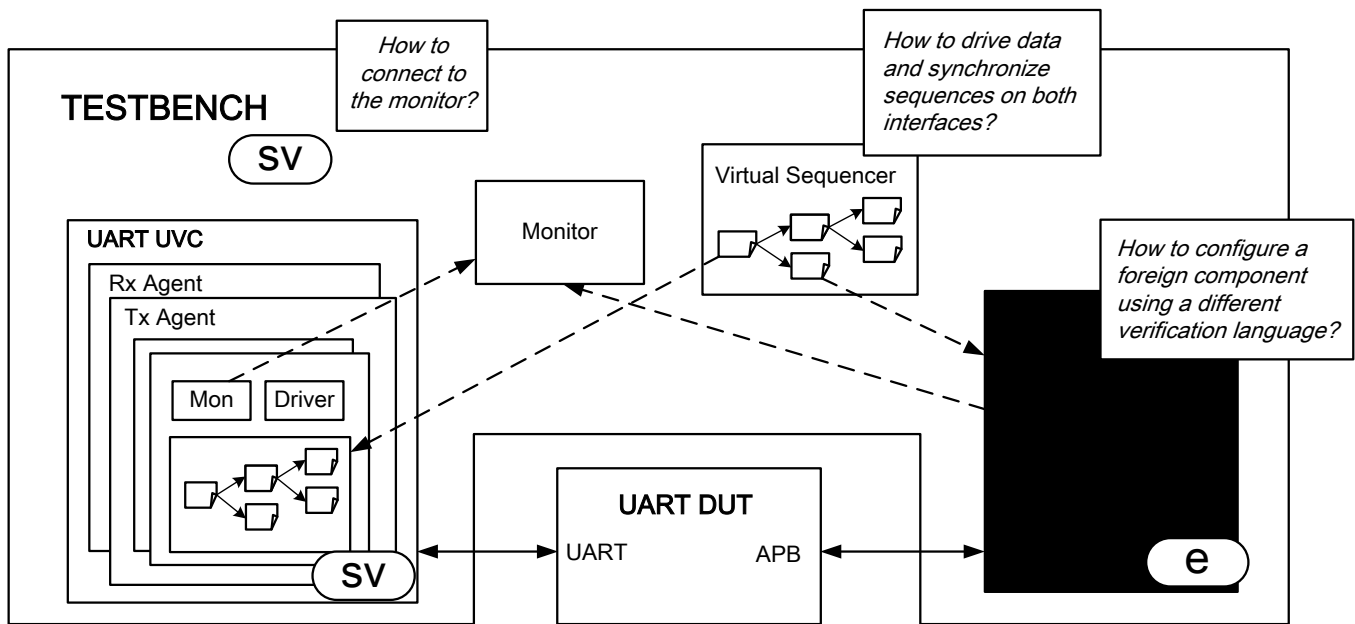 How to
connect to
the monitor?
How to drive data
and synchronize
sequences on both
interfaces?
TESTBENCH
SV
Virtual Sequencer
Monitor
UART UVC
Rx Agent
Tx Agent
Mon
Driver
SV
How to configure a
foreign component
using a different
verification language?
UART DUT
UART
APB
e